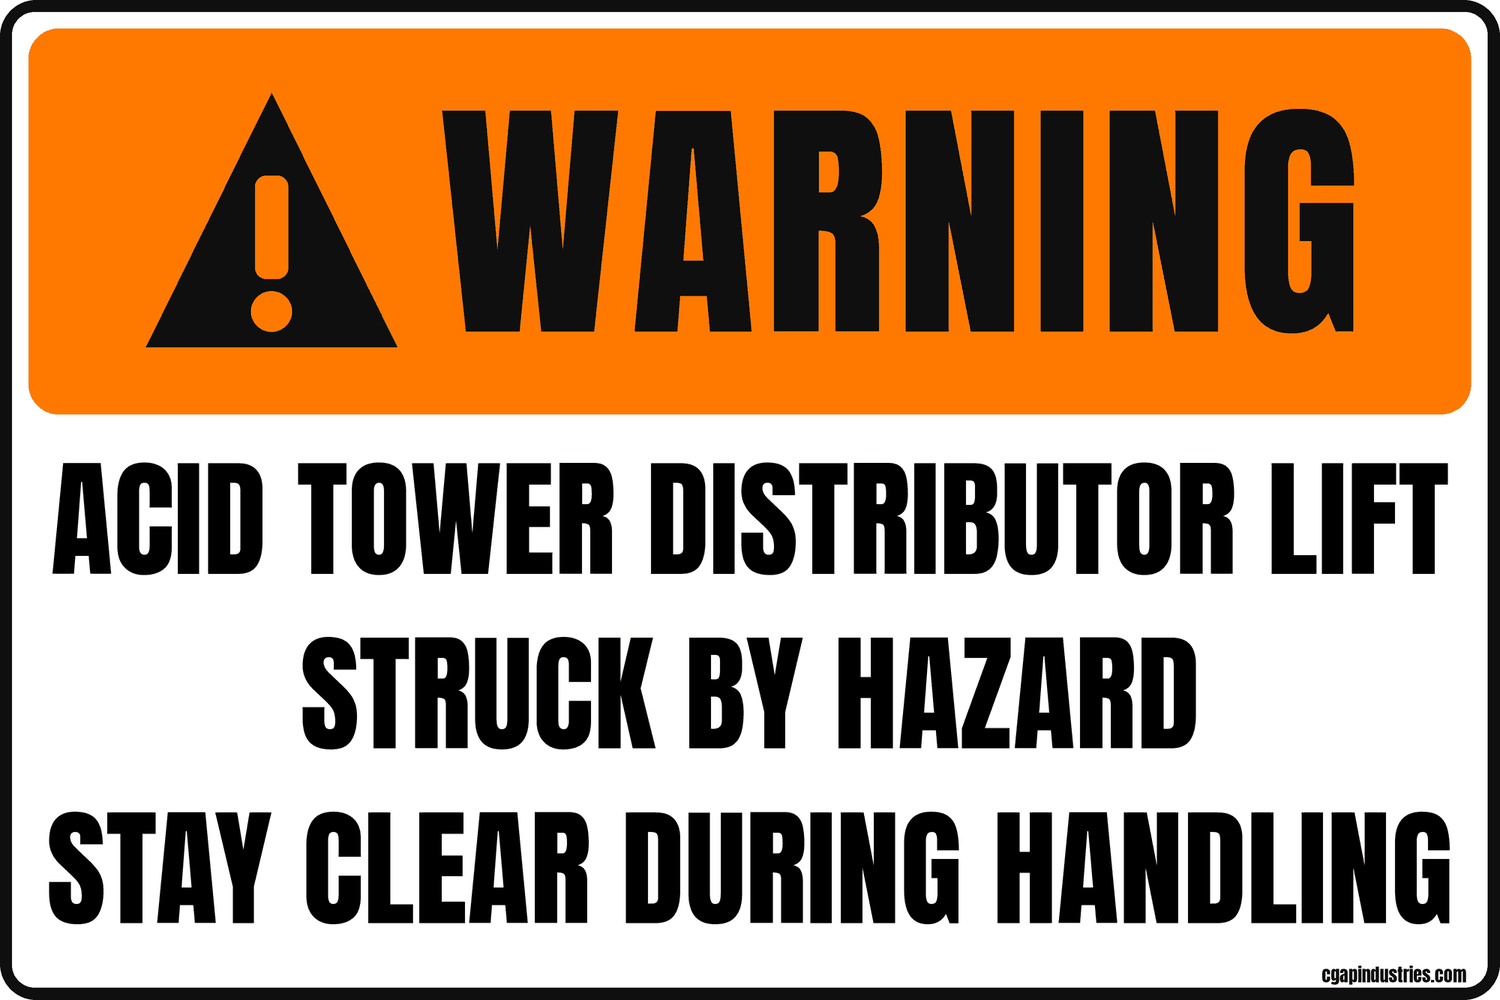 WARNING
ACID TOWER DISTRIBUTOR LIFT
STRUCK BY HAZARD
STAY CLEAR DURING HANDLING
cgapindustries.com